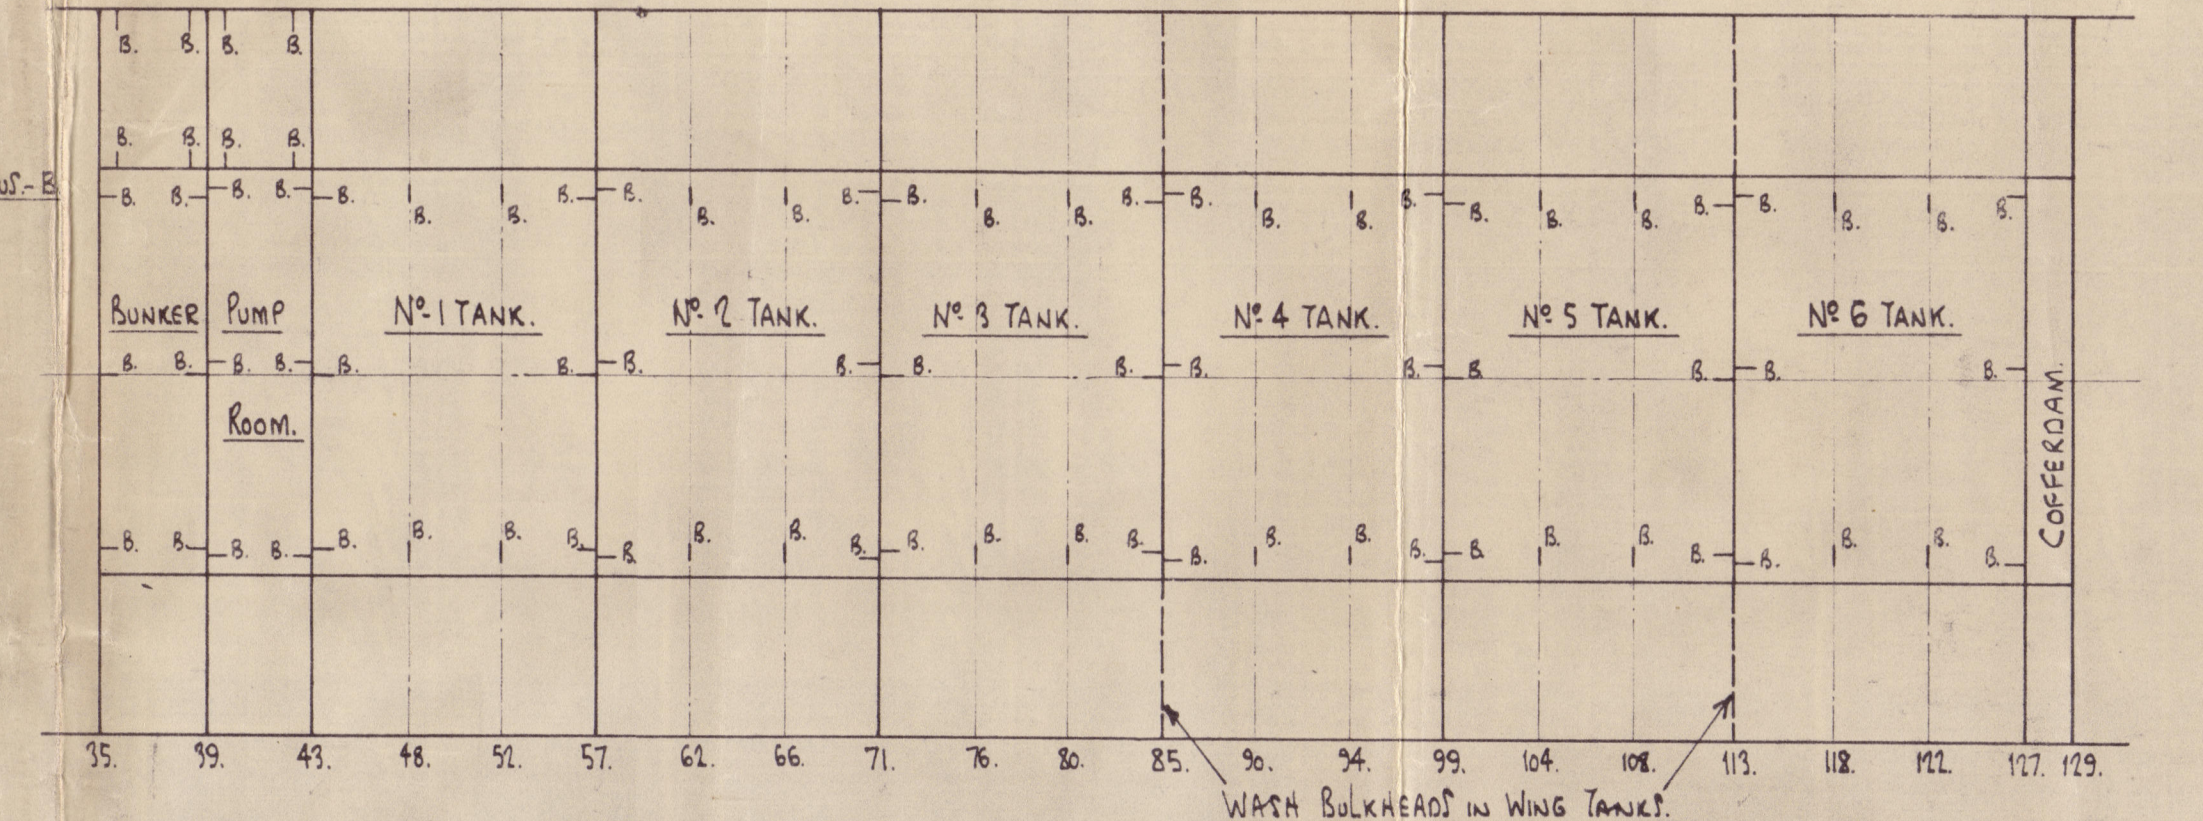 B. B. B. B.
B. B. B. B.
US.- B
B. B. B. B. B. B. B. B. B. B. B. B. B. B. B. B. B. B. B. B. B. B. B. B. B. B. B. B.
BUNKER PUMP Nº 1 TANK. Nº 2 TANK. Nº 3 TANK. Nº 4 TANK. Nº 5 TANK. Nº 6 TANK.
B. B. B. B. B. B. B. B. B. B. B. B. B. B. B. B.
ROOM.
COFFERDAM.
B. B. B. B. B. B. B. B. B. B. B. B. B. B. B. B. B. B. B. B. B. B. B. B. B. B. B. B.
35. 39. 43. 48. 52. 57. 62. 66. 71. 76. 80. 85. 90. 94. 99. 104. 108. 113. 118. 122. 127. 129.
WASH BULKHEADS IN WING TANKS.